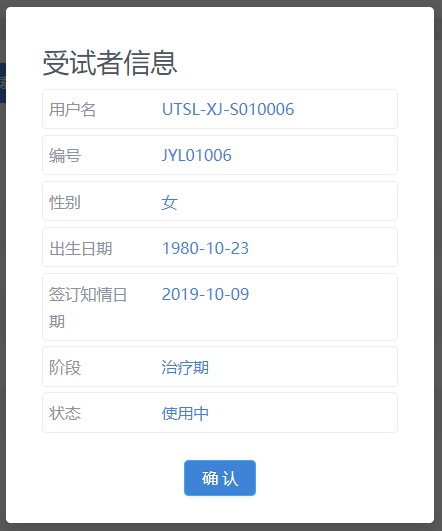 受试者信息
用户名 UTSL-XJ-S010006
编号 JYL01006
性别 女
出生日期 1980-10-23
签订知情日 2019-10-09
期
阶段 治疗期
状态 使用中
确 认